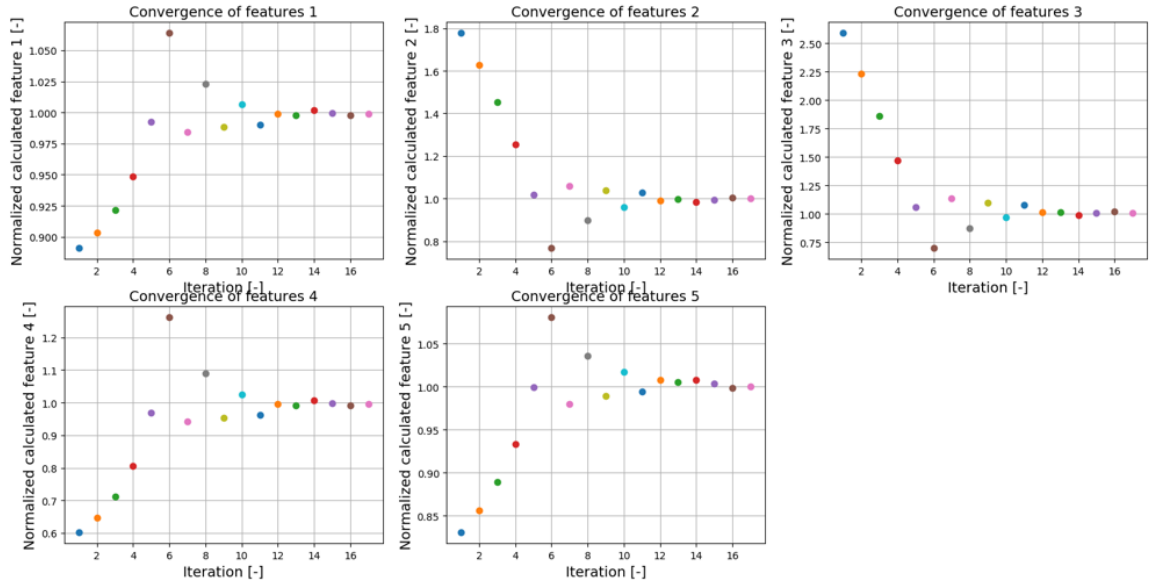 Convergence of features 1
Normalized calculated feature 1 [-]
1.050
1.025
1.000
0.975
0.950
0.925
0.900
2 4 6 8 10 12 14 16
Iteration [-]
Convergence of features 2
Normalized calculated feature 2 [-]
1.8
1.6
1.4
1.2
1.0
0.8
2 4 6 8 10 12 14 16
Iteration [-]
Convergence of features 3
Normalized calculated feature 3 [-]
2.50
2.25
2.00
1.75
1.50
1.25
1.00
0.75
2 4 6 8 10 12 14 16
Iteration [-]
Convergence of features 4
Normalized calculated feature 4 [-]
1.2
1.1
1.0
0.9
0.8
0.7
0.6
2 4 6 8 10 12 14 16
Iteration [-]
Convergence of features 5
Normalized calculated feature 5 [-]
1.05
1.00
0.95
0.90
0.85
2 4 6 8 10 12 14 16
Iteration [-]